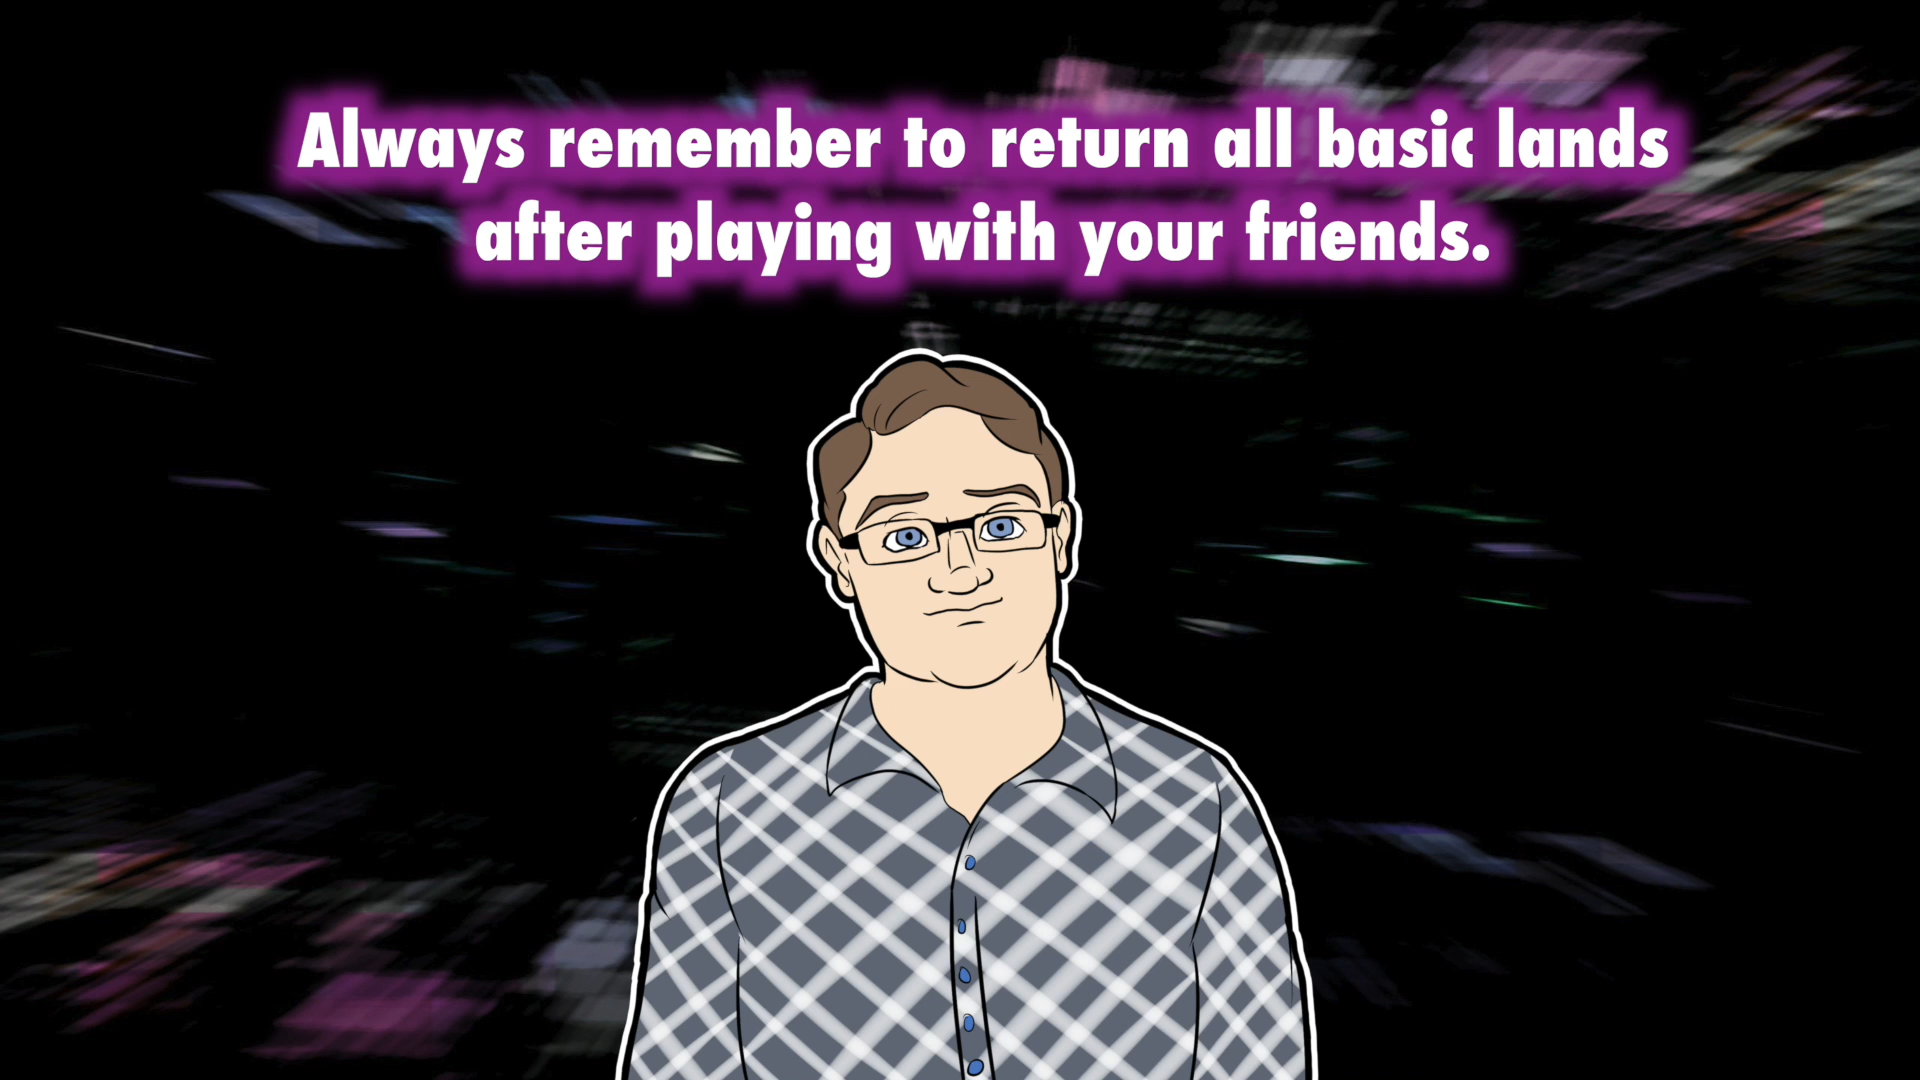 Always remember to return all basic lands
after playing with your friends.